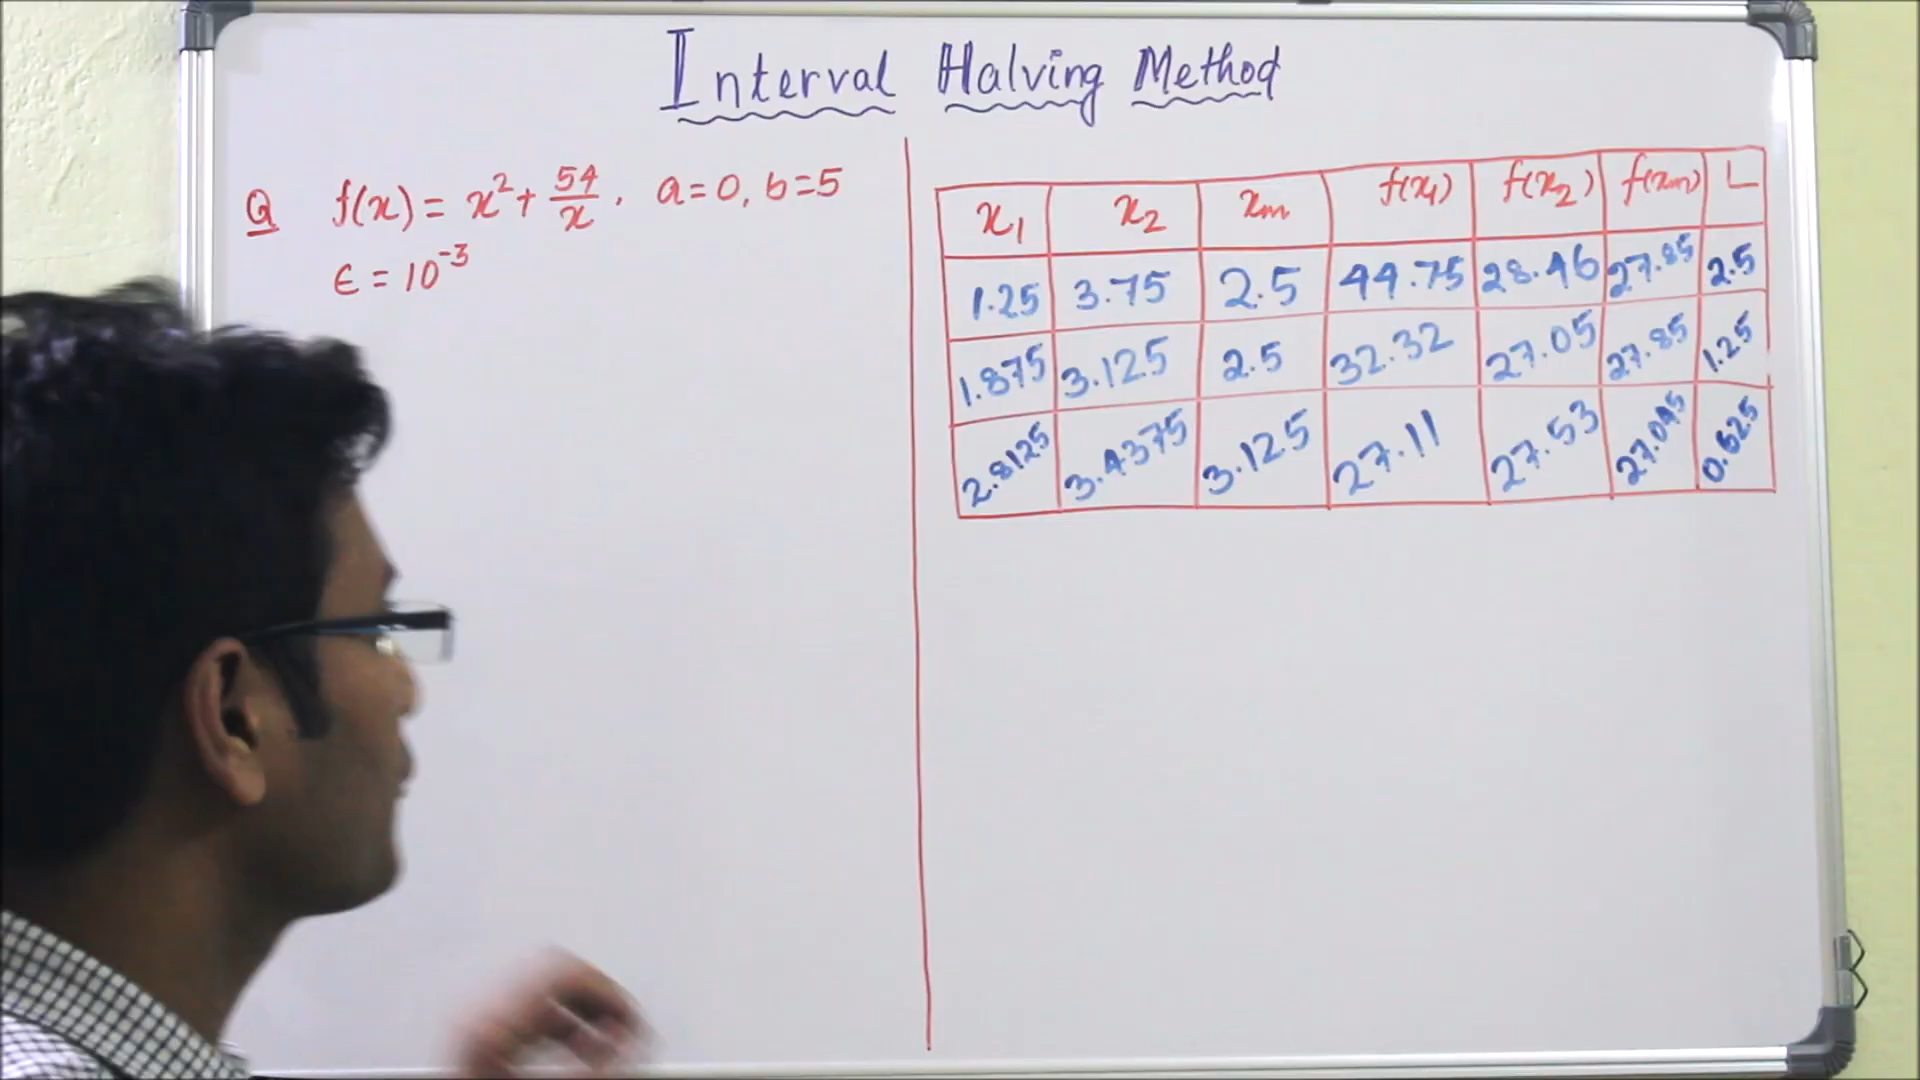 Interval Halving Method
Q f(x) = x² + 54/x, a=0, b=5
ϵ = 10⁻³
x₁ x₂ xm f(x₁) f(x₂) f(xm) L
1.25 3.75 2.5 44.75 28.46 27.85 2.5
1.875 3.125 2.5 32.32 27.05 27.85 1.25
2.8125 3.4375 3.125 27.11 27.53 27.045 0.625